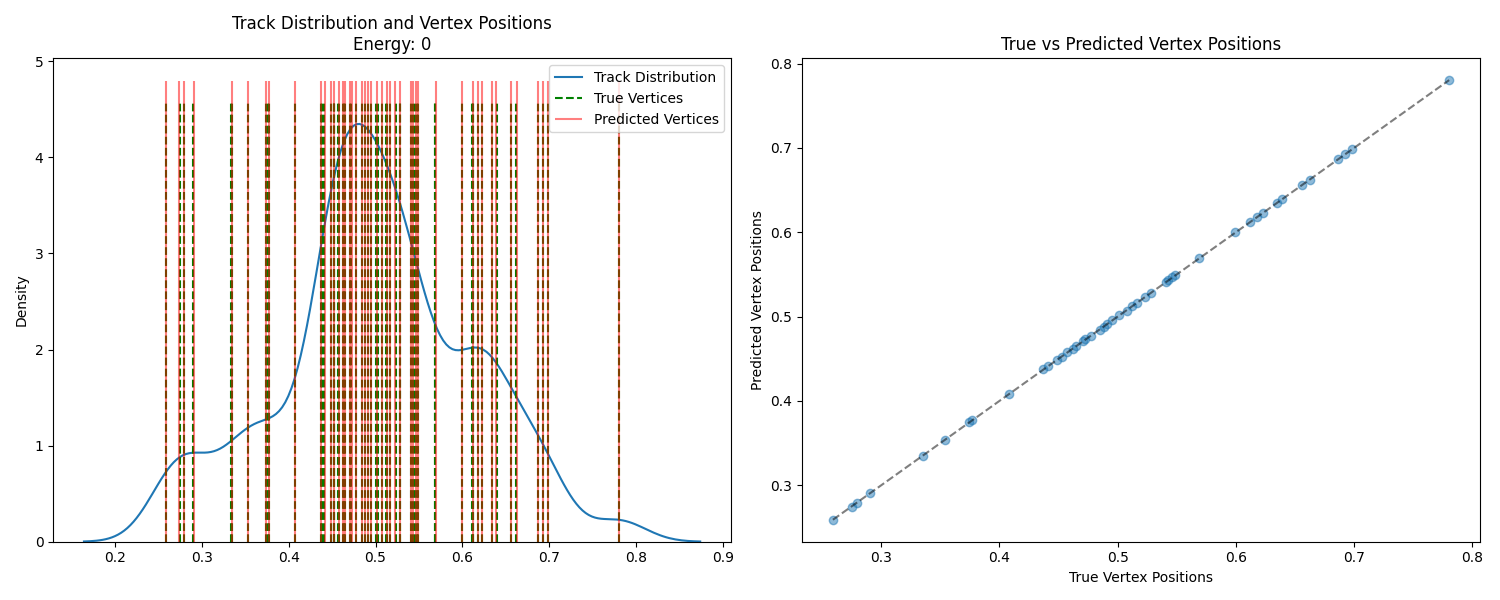 Track Distribution and Vertex Positions
Energy: 0
Track Distribution
True Vertices
Predicted Vertices
Density
5
4
3
2
1
0
0.2
0.3
0.4
0.5
0.6
0.7
0.8
0.9
True vs Predicted Vertex Positions
Predicted Vertex Positions
0.8
0.7
0.6
0.5
0.4
0.3
0.3
0.4
0.5
0.6
0.7
0.8
True Vertex Positions